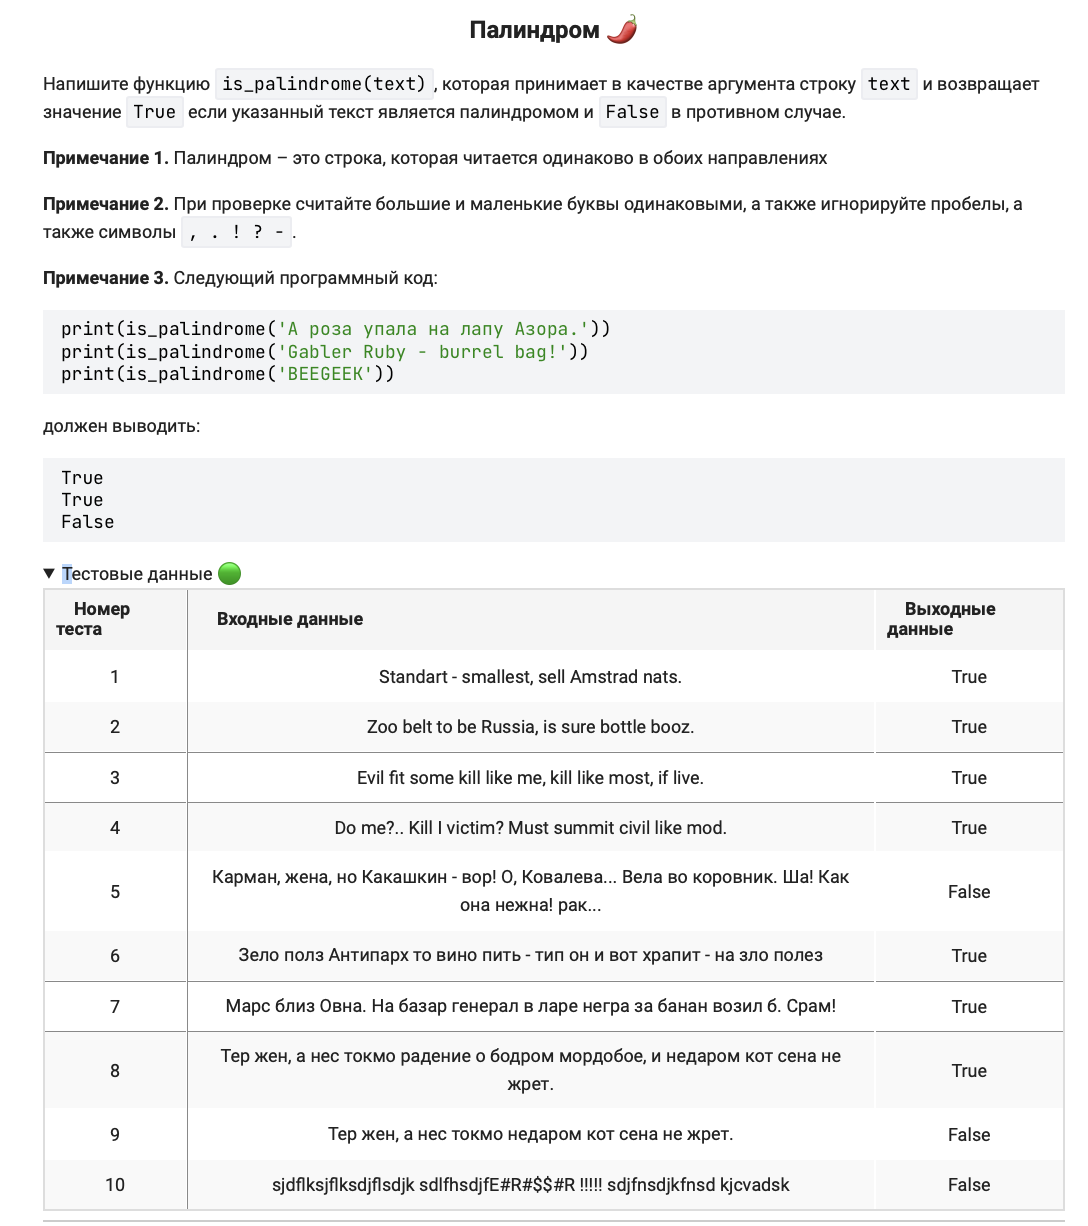 Палиндром 🌶️
Напишите функцию is_palindrome(text), которая принимает в качестве аргумента строку text и возвращает
значение True если указанный текст является палиндромом и False в противном случае.
Примечание 1. Палиндром – это строка, которая читается одинаково в обоих направлениях
Примечание 2. При проверке считайте большие и маленькие буквы одинаковыми, а также игнорируйте пробелы, а
также символы , . ! ? - .
Примечание 3. Следующий программный код:
print(is_palindrome('А роза упала на лапу Азора.'))
print(is_palindrome('Gabler Ruby - burrel bag!'))
print(is_palindrome('BEEGEEK'))
должен выводить:
True
True
False
▼ Тестовые данные 🟢
Номер
теста
Входные данные
Выходные
данные
1 Standart - smallest, sell Amstrad nats. True
2 Zoo belt to be Russia, is sure bottle booz. True
3 Evil fit some kill like me, kill like most, if live. True
4 Do me?.. Kill I victim? Must summit civil like mod. True
5 Карман, жена, но Какашкин - вор! О, Ковалева... Вела во коровник. Ша! Как False
она нежна! рак...
6 Зело полз Антипарх то вино пить - тип он и вот храпит - на зло полез True
7 Марс близ Овна. На базар генерал в ларе негра за банан возил б. Срам! True
8 Тер жен, а нес токмо радение о бодром мордобое, и недаром кот сена не True
жрет.
9 Тер жен, а нес токмо недаром кот сена не жрет. False
10 sjdflksjflksdjflsdjk sdlfhsdjfE#R#$$#R !!!!! sdjfnsdjkfnsd kjcvadsk False